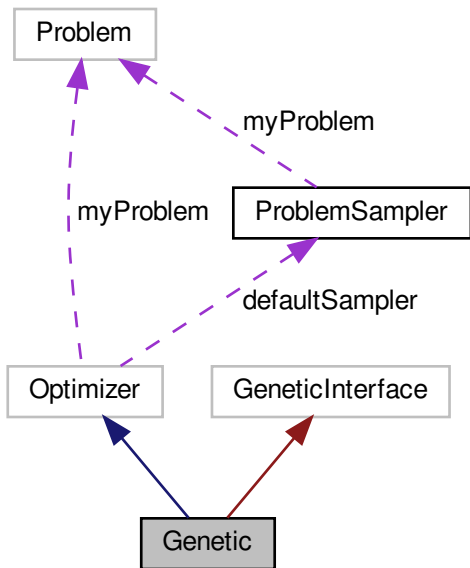 Problem
myProblem
ProblemSampler
myProblem
defaultSampler
Optimizer
GeneticInterface
Genetic